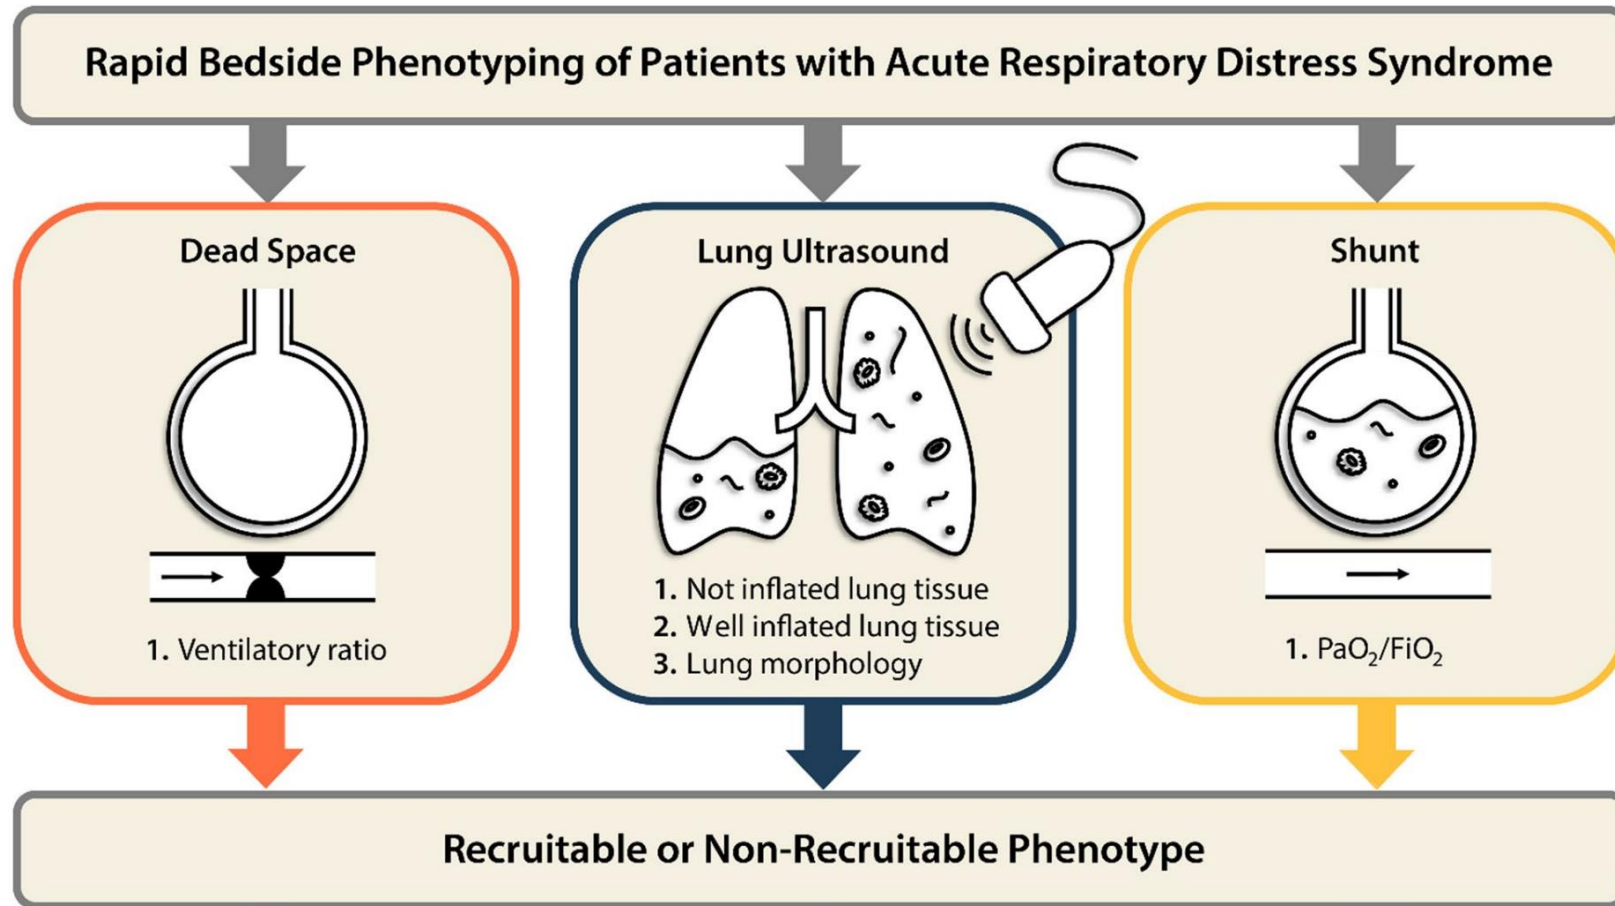 Rapid Bedside Phenotyping of Patients with Acute Respiratory Distress Syndrome
Dead Space
1. Ventilatory ratio
Lung Ultrasound
1. Not inflated lung tissue
2. Well inflated lung tissue
3. Lung morphology
Shunt
1. PaO₂/FiO₂
Recruitable or Non-Recruitable Phenotype